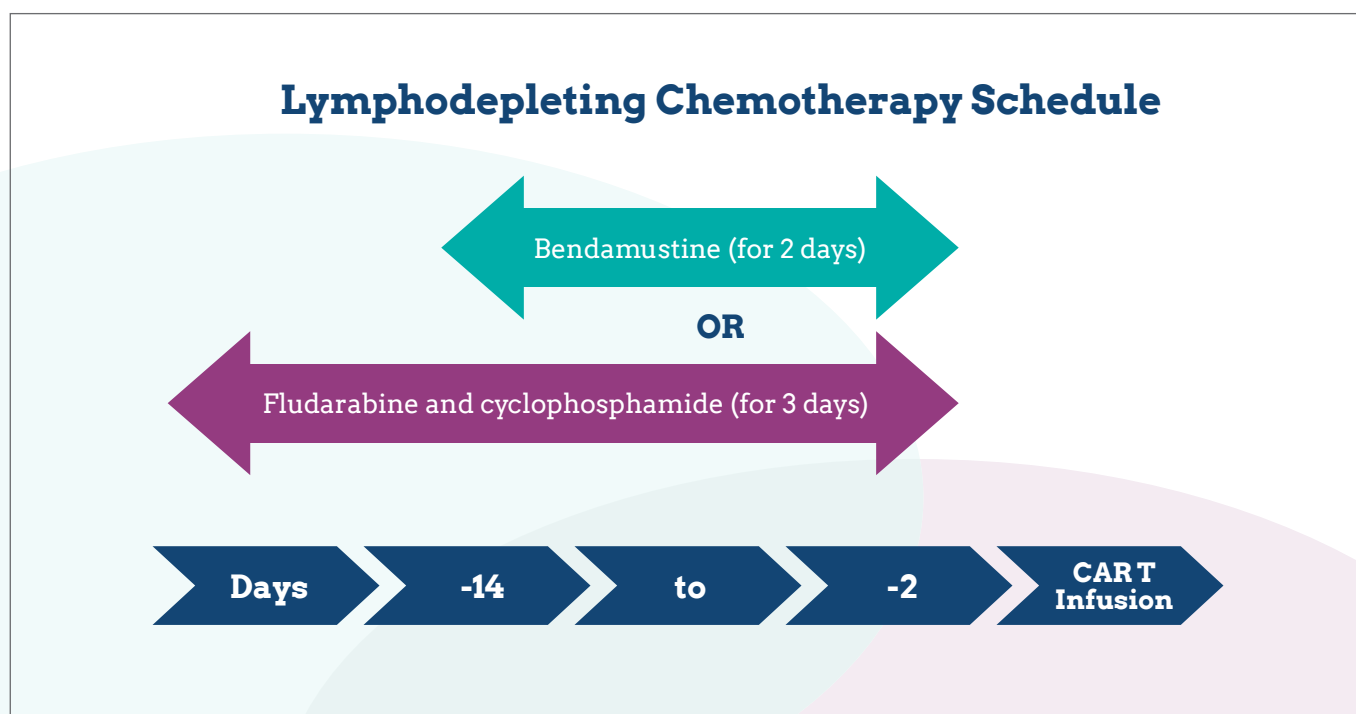 Lymphodepleting Chemotherapy Schedule
Bendamustine (for 2 days)
OR
Fludarabine and cyclophosphamide (for 3 days)
Days
-14
to
-2
CAR T
Infusion